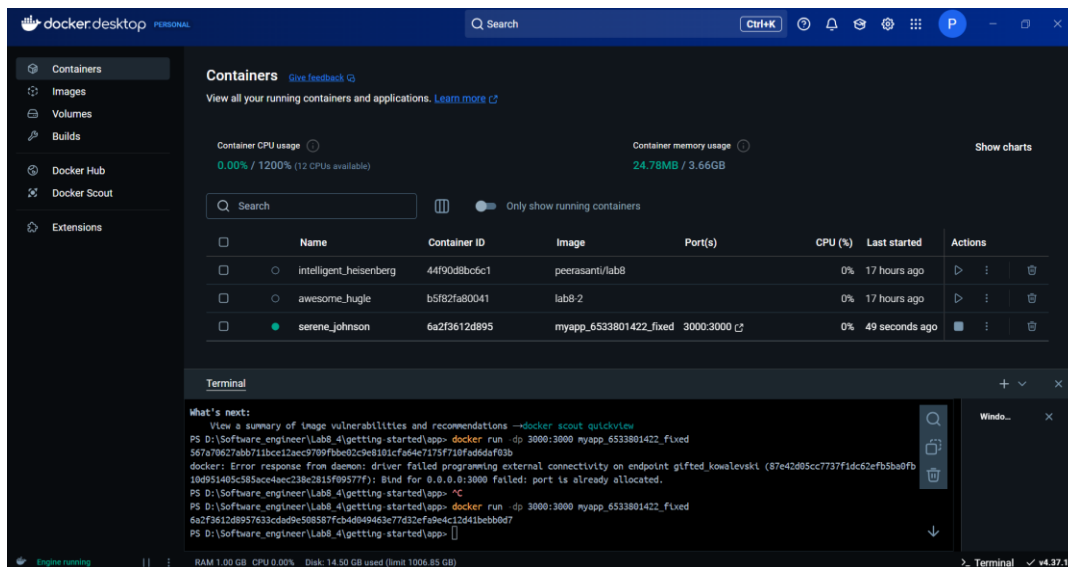 docker.desktop PERSONAL
Search
Ctrl+K
P
Containers
Images
Volumes
Builds
Docker Hub
Docker Scout
Extensions
Containers Give feedback
View all your running containers and applications. Learn more
Container CPU usage
0.00% / 1200% (12 CPUs available)
Container memory usage
24.78MB / 3.66GB
Show charts
Search
Only show running containers
Name Container ID Image Port(s) CPU (%) Last started Actions
intelligent_heisenberg 44f90d8bc6c1 peerasanti/lab8 0% 17 hours ago
awesome_hugle b5f82fa80041 lab8-2 0% 17 hours ago
serene_johnson 6a2f3612d895 myapp_6533801422_fixed 3000:3000 0% 49 seconds ago
Terminal
What's next:
View a summary of image vulnerabilities and recommendations →docker scout quickview
PS D:\Software_engineer\Lab8_4\getting-started\app> docker run -dp 3000:3000 myapp_6533801422_fixed
567a70627abb711bce12aec9709fbbe02c9e8101cfa64e7175f710fad6daf03b
docker: Error response from daemon: driver failed programming external connectivity on endpoint gifted_kowalevski (87e42d05cc7737f1dc62efb5ba0fb
10d951405c585ace4aec238e2815f09577f): Bind for 0.0.0.0:3000 failed: port is already allocated.
PS D:\Software_engineer\Lab8_4\getting-started\app> ^C
PS D:\Software_engineer\Lab8_4\getting-started\app> docker run -dp 3000:3000 myapp_6533801422_fixed
6a2f3612d8957633cdad9e508587fcb4d049463e77d32efa9e4c12d41bebb0d7
PS D:\Software_engineer\Lab8_4\getting-started\app>
Windo...
Engine running
RAM 1.00 GB CPU 0.00% Disk: 14.50 GB used (limit 1006.85 GB)
Terminal
v4.37.1